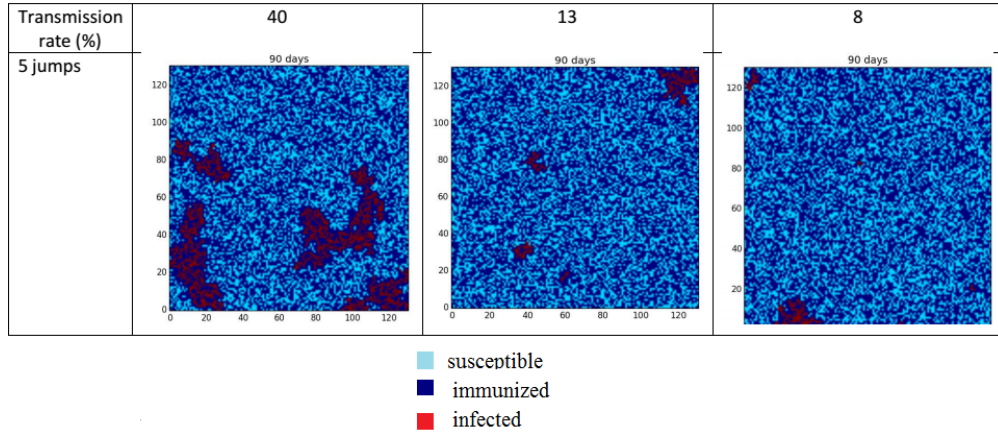 Transmission rate (%) 40 13 8
5 jumps
90 days 90 days 90 days
120 120 120
100 100 100
80 80 80
60 60 60
40 40 40
20 20 20
0 0
0 20 40 60 80 100 120 0 20 40 60 80 100 120
susceptible
immunized
infected